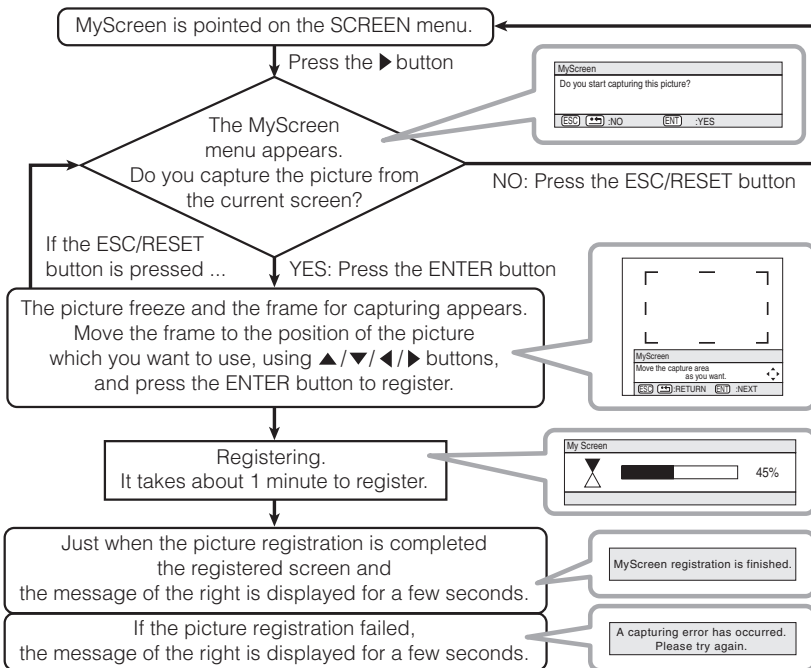 MyScreen is pointed on the SCREEN menu.
Press the ▶ button
MyScreen
Do you start capturing this picture?
ESC :NO ENT :YES
The MyScreen
menu appears.
Do you capture the picture from
the current screen?
NO: Press the ESC/RESET button
If the ESC/RESET
button is pressed ...
YES: Press the ENTER button
The picture freeze and the frame for capturing appears.
Move the frame to the position of the picture
which you want to use, using ▲/▼/◀/▶ buttons,
and press the ENTER button to register.
MyScreen
Move the capture area
as you want.
ESC :RETURN ENT :NEXT
Registering.
It takes about 1 minute to register.
My Screen
45%
Just when the picture registration is completed
the registered screen and
the message of the right is displayed for a few seconds.
MyScreen registration is finished.
If the picture registration failed,
the message of the right is displayed for a few seconds.
A capturing error has occurred.
Please try again.